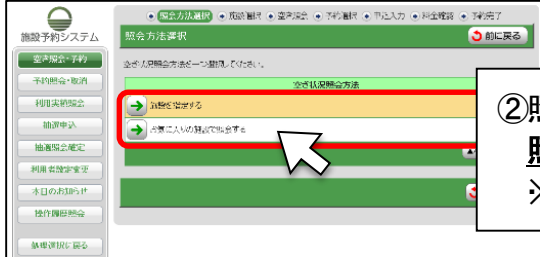 施設予約システム
空き照会・予約
予約照会・取消
利用実績照会
抽選申込
抽選照会確定
利用者設定変更
本日のお知らせ
操作履歴照会
処理選択に戻る
照会方法選択 施設選択 空き照会 予約選択 申込入力 料金確認 予約完了
照会方法選択
前に戻る
空き状況照会方法を一つ選択してください。
空き状況照会方法
施設を指定する
お気に入りの施設で照会する
②照
照
※